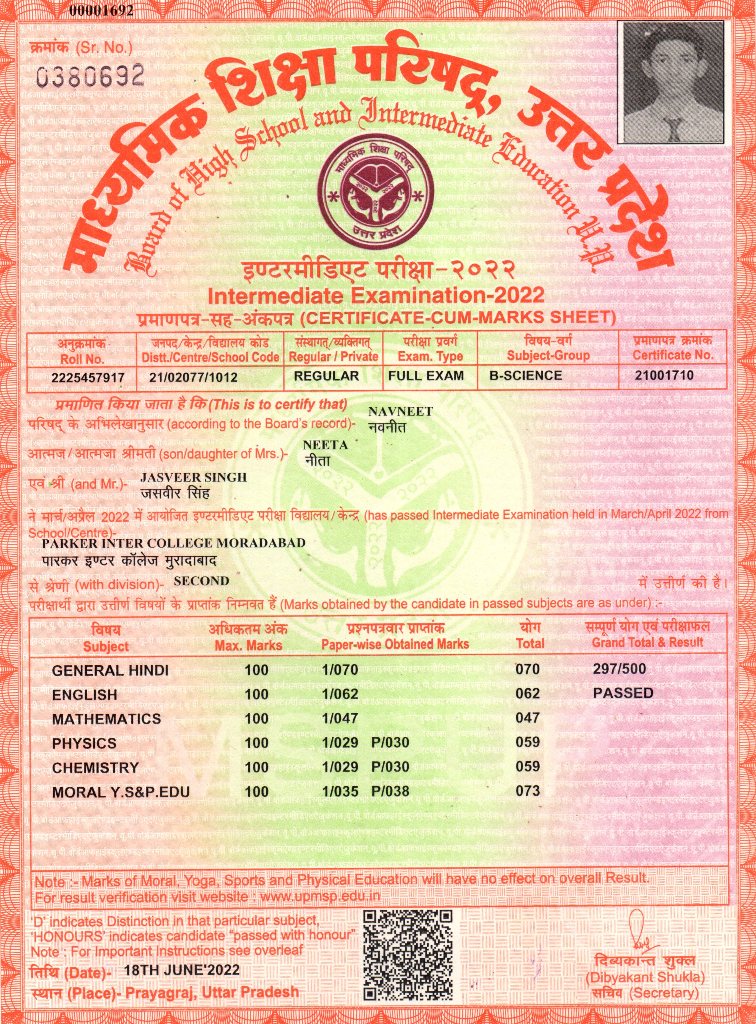 00001692
क्रमांक (Sr. No.)
0380692
माध्यमिक शिक्षा परिषद्, उत्तर प्रदेश
Board of High School and Intermediate Education U.P.
माध्यमिक शिक्षा परिषद्
उत्तर प्रदेश
इण्टरमीडिएट परीक्षा-२०२२
Intermediate Examination-2022
प्रमाणपत्र-सह-अंकपत्र (CERTIFICATE-CUM-MARKS SHEET)
अनुक्रमांक जनपद/केन्द्र/विद्यालय कोड संस्थागत्/व्यक्तिगत् परीक्षा प्रवर्ग विषय-वर्ग प्रमाणपत्र क्रमांक
Roll No. Distt./Centre/School Code Regular / Private Exam. Type Subject-Group Certificate No.
2225457917 21/02077/1012 REGULAR FULL EXAM B-SCIENCE 21001710
प्रमाणित किया जाता है कि (This is to certify that)
NAVNEET
परिषद् के अभिलेखानुसार (according to the Board's record)- नवनीत
NEETA
आत्मज/आत्मजा श्रीमती (son/daughter of Mrs.)- नीता
JASVEER SINGH
एवं श्री (and Mr.)- जसवीर सिंह
ने मार्च/अप्रैल 2022 में आयोजित इण्टरमीडिएट परीक्षा विद्यालय/केन्द्र (has passed Intermediate Examination held in March/April 2022 from
School/Centre)-
PARKER INTER COLLEGE MORADABAD
पारकर इण्टर कॉलेज मुरादाबाद
से श्रेणी (with division)- SECOND में उत्तीर्ण की है।
परीक्षार्थी द्वारा उत्तीर्ण विषयों के प्राप्तांक निम्नवत हैं (Marks obtained by the candidate in passed subjects are as under) :-
विषय अधिकतम अंक प्रश्नपत्रवार प्राप्तांक योग सम्पूर्ण योग एवं परीक्षाफल
Subject Max. Marks Paper-wise Obtained Marks Total Grand Total & Result
GENERAL HINDI 100 1/070 070 297/500
ENGLISH 100 1/062 062 PASSED
MATHEMATICS 100 1/047 047
PHYSICS 100 1/029 P/030 059
CHEMISTRY 100 1/029 P/030 059
MORAL Y.S&P.EDU 100 1/035 P/038 073
Note :- Marks of Moral, Yoga, Sports and Physical Education will have no effect on overall Result.
For result verification visit website : www.upmsp.edu.in
'D' indicates Distinction in that particular subject,
'HONOURS' indicates candidate "passed with honour"
Note : For Important Instructions see overleaf
तिथि (Date)- 18TH JUNE'2022
स्थान (Place)- Prayagraj, Uttar Pradesh
दिव्यकान्त शुक्ल
(Dibyakant Shukla)
सचिव (Secretary)